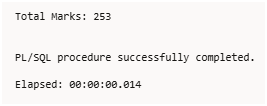 Total Marks: 253
PL/SQL procedure successfully completed.
Elapsed: 00:00:00.014